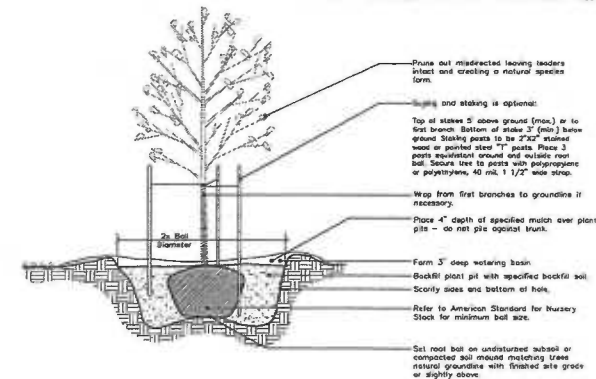 Prune out misdirected leaving leaders
intact and creating a natural species
form.
and staking is optional:
Top of stakes 5' above ground (max.) or to
first branch. Bottom of stake 3' (min.) below
ground. Staking posts to be 2"X2" stained
wood or pointed steel "T" posts. Place 3
posts equidistant around and outside root
ball. Secure tree to posts with polypropylene
or polyethylene, 40 mil. 1 1/2" wide strap.
Wrap from first branches to groundline if
necessary.
2x Ball
Diameter
Place 4" depth of specified mulch over plant
pits - do not pile against trunk.
Form 3" deep watering basin
Backfill plant pit with specified backfill soil.
Scarify sides and bottom of hole.
Refer to American Standard for Nursery
Stock for minimum ball size.
Set root ball on undisturbed subsoil or
compacted soil mound matching trees
natural groundline with finished site grade
or slightly above.